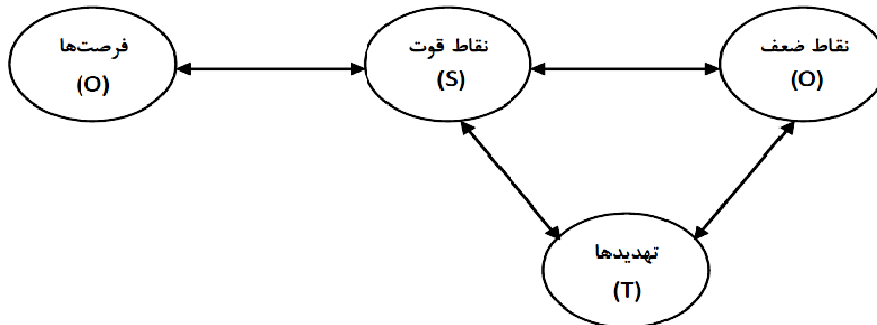 نقاط ضعف
(O)
نقاط قوت
(S)
فرصت‌ها
(O)
تهدیدها
(T)